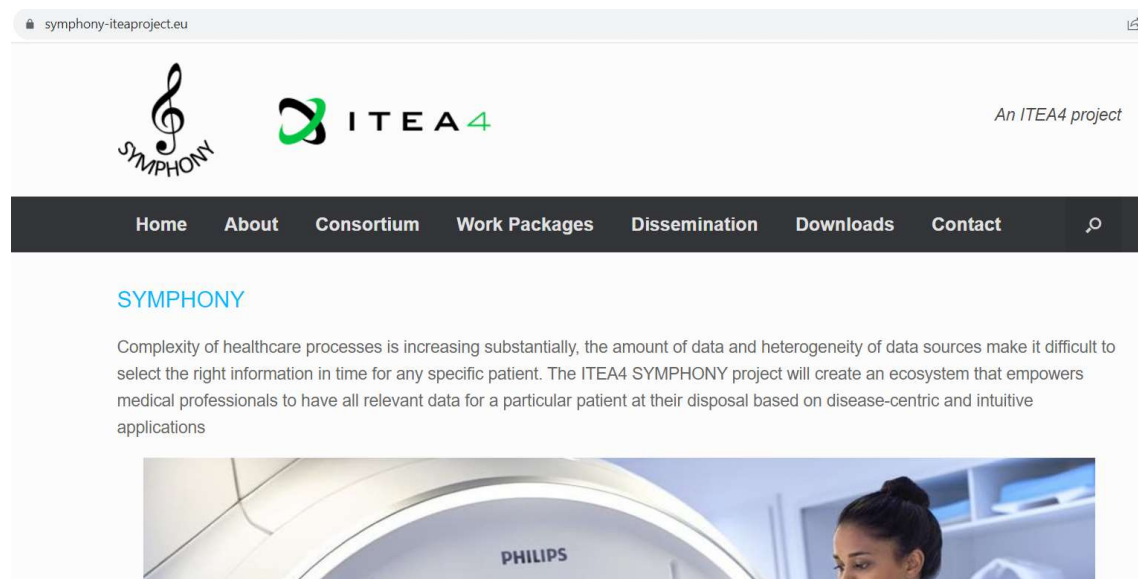 symphony-iteaproject.eu
SYMPHONY
ITEA4
An ITEA4 project
Home About Consortium Work Packages Dissemination Downloads Contact
SYMPHONY
Complexity of healthcare processes is increasing substantially, the amount of data and heterogeneity of data sources make it difficult to
select the right information in time for any specific patient. The ITEA4 SYMPHONY project will create an ecosystem that empowers
medical professionals to have all relevant data for a particular patient at their disposal based on disease-centric and intuitive
applications
PHILIPS